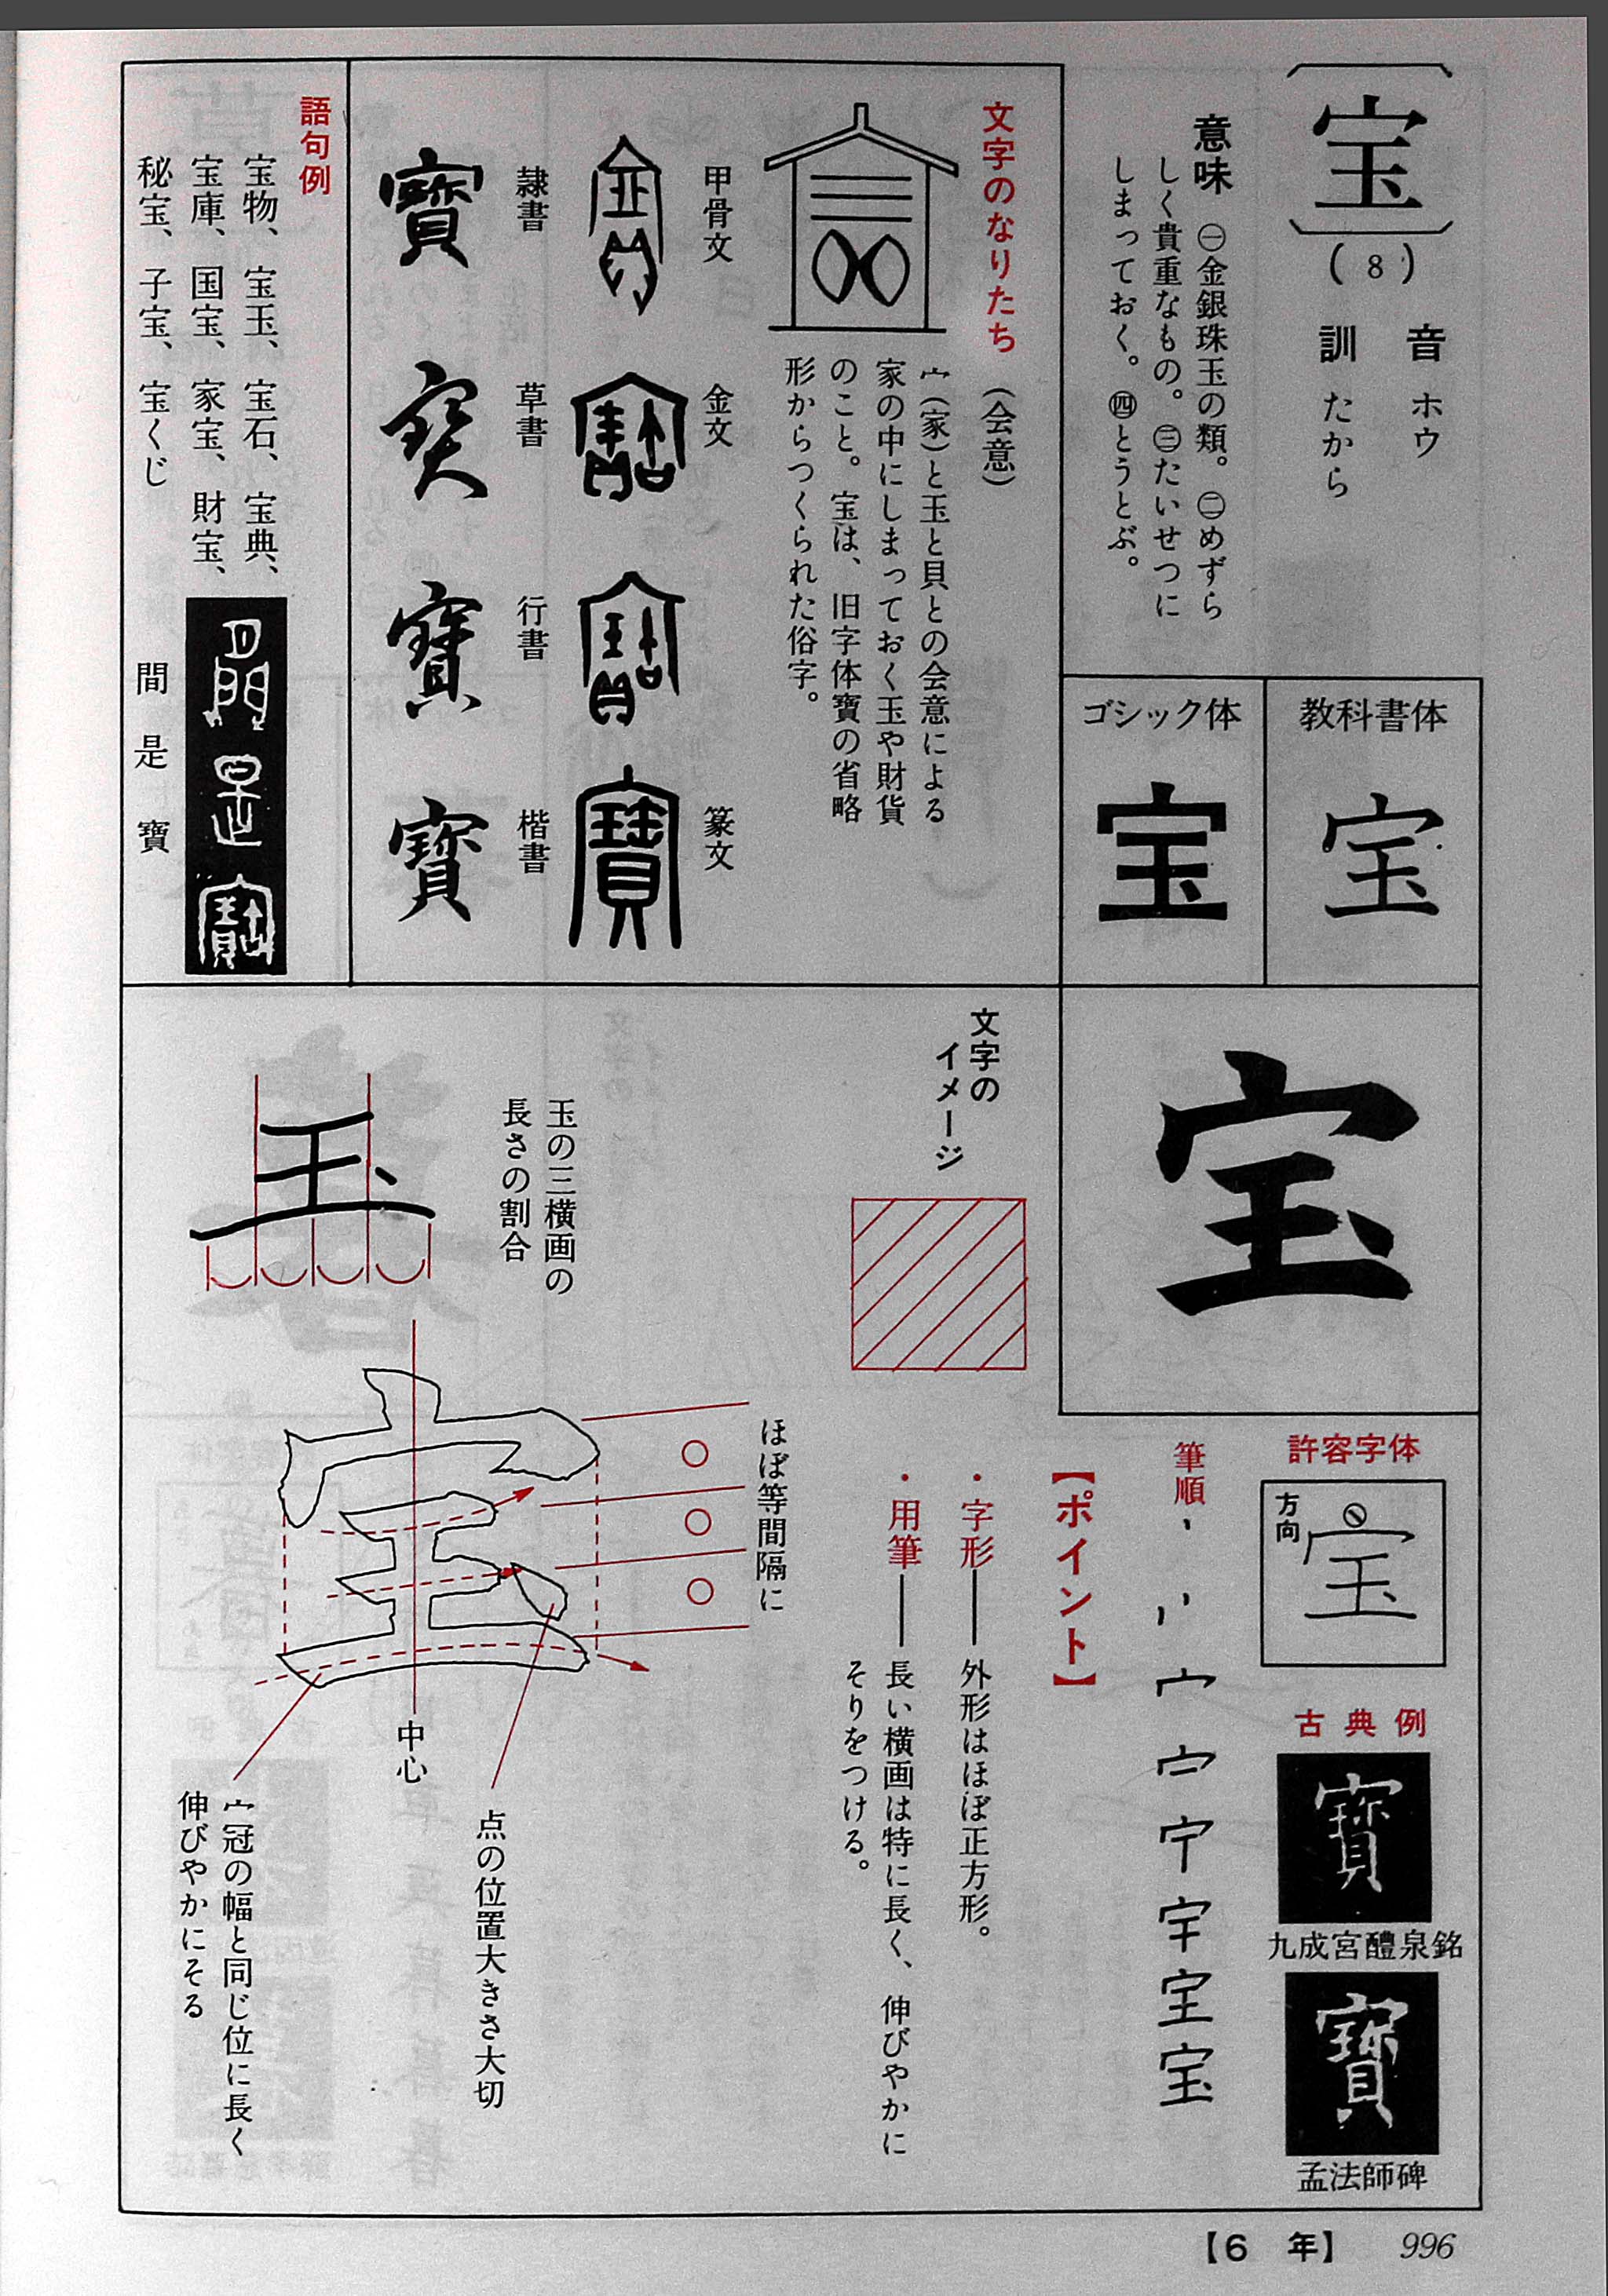 宝
(8)
音 ホウ
訓 たから
意味 ㊀金銀珠玉の類。㊁めずら
しく貴重なもの。㊂たいせつに
しまっておく。㊃とうとぶ。
教科書体
宝
ゴシック体
宝
文字のなりたち (会意)
宀(家)と玉と貝との会意による
家の中にしまっておく玉や財貨
のこと。宝は、旧字体寶の省略
形からつくられた俗字。
甲骨文
金文
篆文
隷書
寶
草書
行書
寶
楷書
寶
語句例
宝物、宝玉、宝石、宝典、
宝庫、国宝、家宝、財宝、
秘宝、子宝、宝くじ
間是寶
宝
許容字体
方向
宝
古典例
寶
九成宮醴泉銘
寶
孟法師碑
筆順
宝
【ポイント】
・字形──外形はほぼ正方形。
・用筆──長い横画は特に長く、伸びやかに
そりをつける。
文字の
イメージ
玉の三横画の
長さの割合
玉
ほぼ等間隔に
宝
中心
点の位置大きさ大切
宀冠の幅と同じ位に長く
伸びやかにそる
【6 年】 996